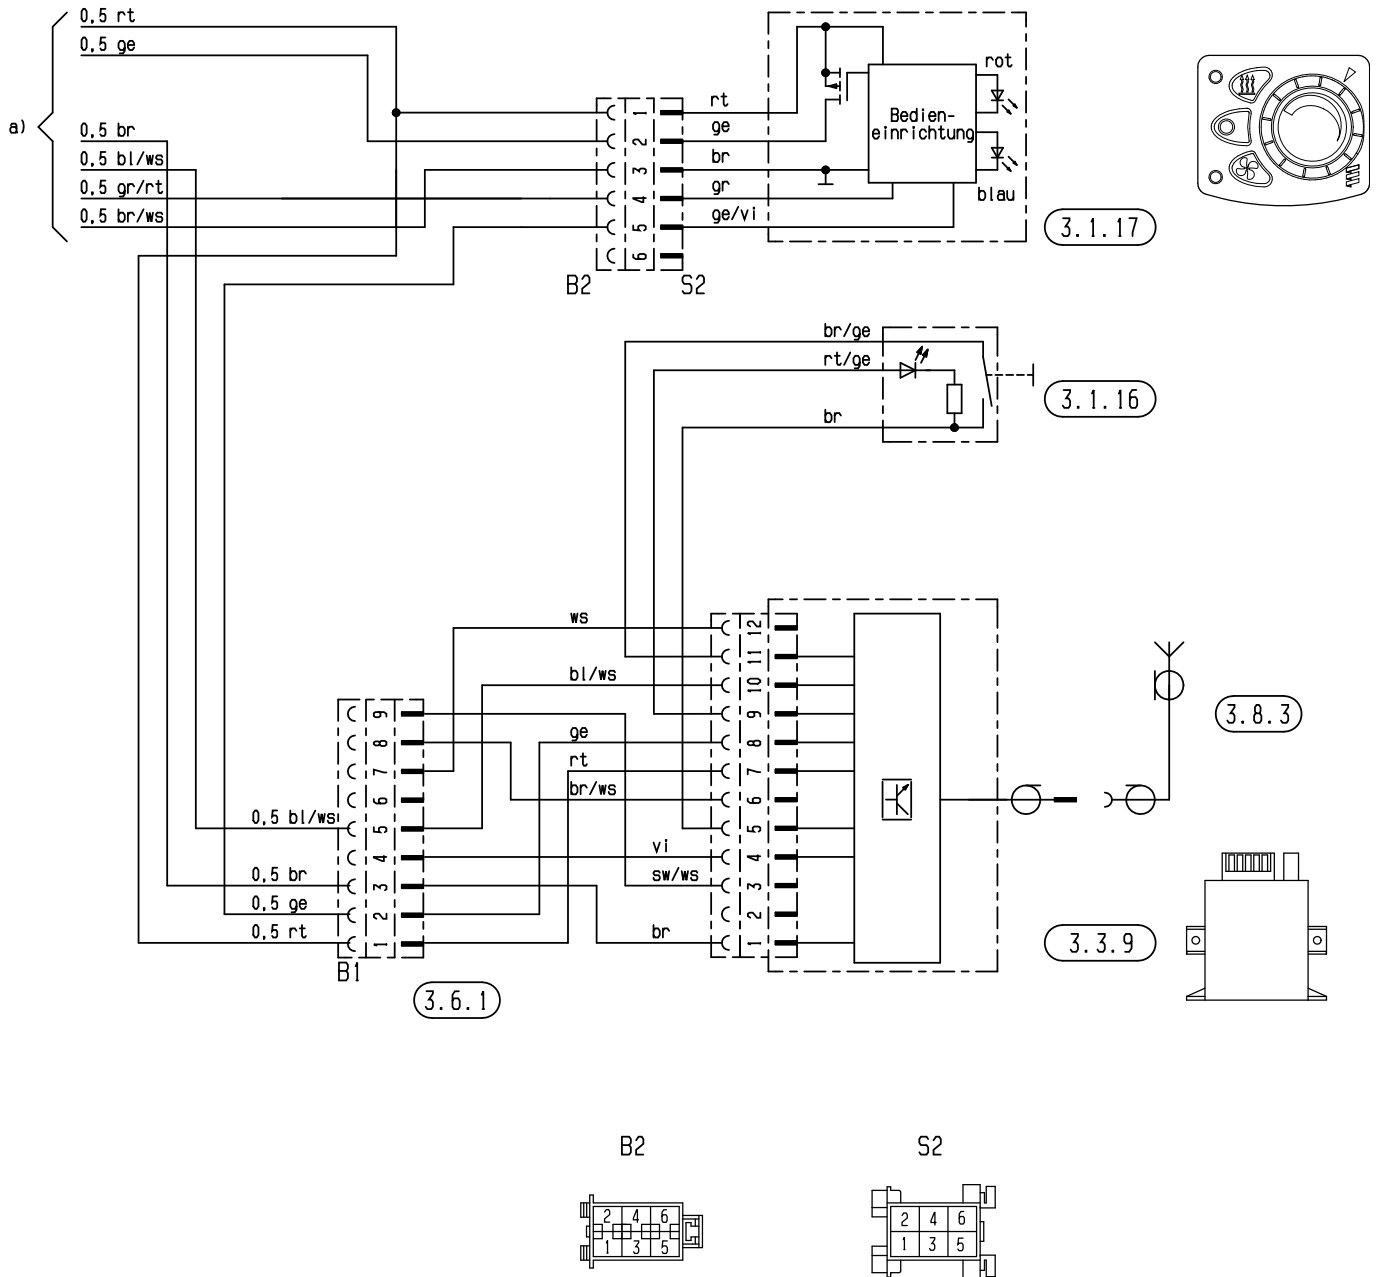 0,5 rt
0,5 ge
a)
0,5 br
0,5 bl/ws
0,5 gr/rt
0,5 br/ws
1
2
3
4
5
6
B2
S2
rt
ge
br
gr
ge/vi
Bedien-
einrichtung
rot
blau
3.1.17
br/ge
rt/ge
br
3.1.16
ws
bl/ws
ge
rt
br/ws
vi
sw/ws
br
12
11
10
9
8
7
6
5
4
3
2
1
9
8
7
6
5
4
3
2
1
0,5 bl/ws
0,5 br
0,5 ge
0,5 rt
B1
3.6.1
3.8.3
3.3.9
B2
2 4 6
1 3 5
S2
2 4 6
1 3 5